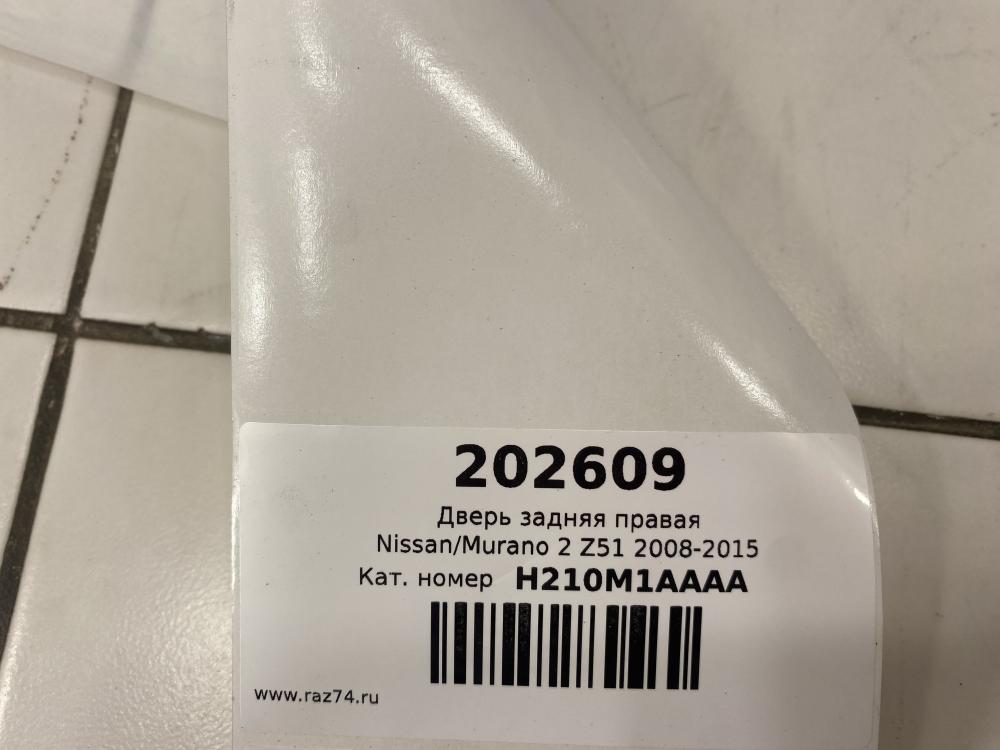 202609
Дверь задняя правая
Nissan/Murano 2 Z51 2008-2015
Кат. номер H210M1AAAA
www.raz74.ru